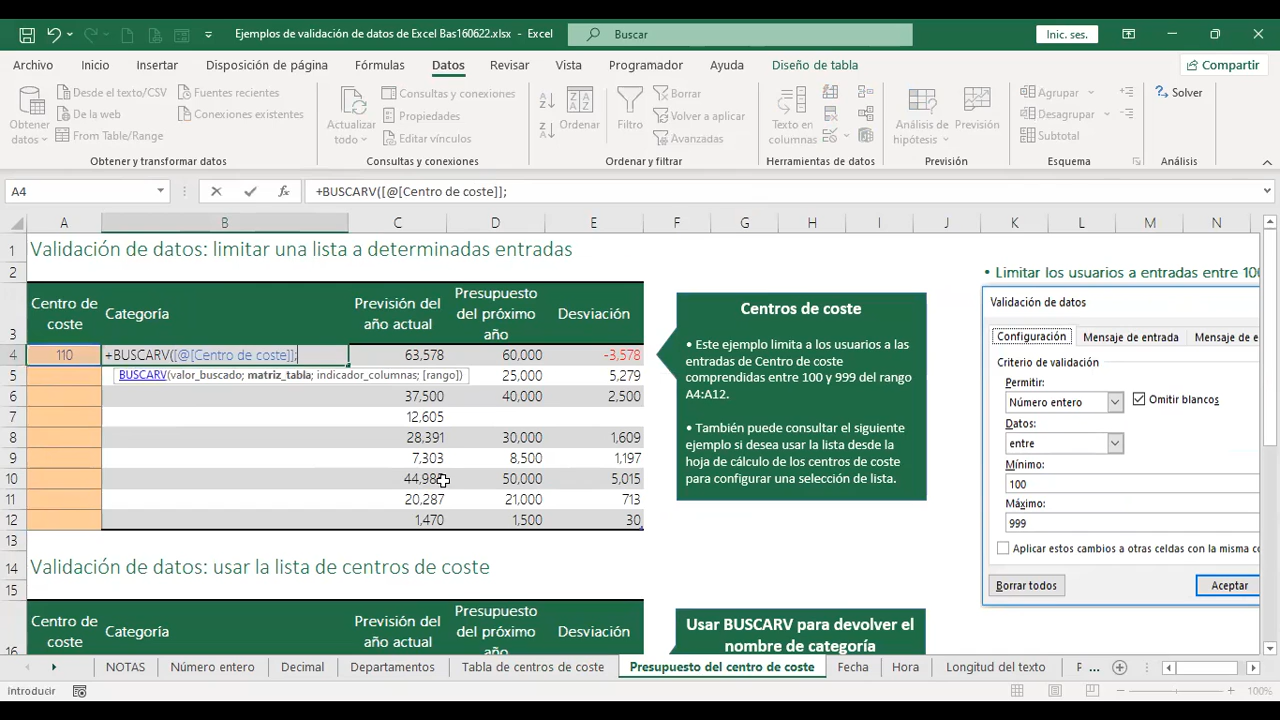 Ejemplos de validación de datos de Excel Bas160622.xlsx - Excel
Buscar
Inic. ses.
Archivo Inicio Insertar Disposición de página Fórmulas Datos Revisar Vista Programador Ayuda Diseño de tabla
Compartir
Obtener datos
Desde el texto/CSV
De la web
From Table/Range
Fuentes recientes
Conexiones existentes
Obtener y transformar datos
Actualizar todo
Consultas y conexiones
Propiedades
Editar vínculos
Consultas y conexiones
Ordenar
Filtro
Borrar
Volver a aplicar
Avanzadas
Ordenar y filtrar
Texto en columnas
Herramientas de datos
Análisis de hipótesis
Previsión
Previsión
Agrupar
Desagrupar
Subtotal
Esquema
Solver
Análisis
A4
+BUSCARV([@[Centro de coste]];
A B C D E F G H I J K L M N
1 Validación de datos: limitar una lista a determinadas entradas
2
3 Centro de coste Categoría Previsión del año actual Presupuesto del próximo año Desviación
4 110 +BUSCARV([@[Centro de coste]]; 63,578 60,000 -3,578
BUSCARV(valor_buscado; matriz_tabla; indicador_columnas; [rango])
5 25,000 5,279
6 37,500 40,000 2,500
7 12,605
8 28,391 30,000 1,609
9 7,303 8,500 1,197
10 44,98 50,000 5,015
11 20,287 21,000 713
12 1,470 1,500 30
13
14 Validación de datos: usar la lista de centros de coste
15
16 Centro de coste Categoría Previsión del año actual Presupuesto del próximo año Desviación
Centros de coste
• Este ejemplo limita a los usuarios a las
entradas de Centro de coste
comprendidas entre 100 y 999 del rango
A4:A12.
• También puede consultar el siguiente
ejemplo si desea usar la lista desde la
hoja de cálculo de los centros de coste
para configurar una selección de lista.
Usar BUSCARV para devolver el
nombre de categoría
• Limitar los usuarios a entradas entre 100
Validación de datos
Configuración Mensaje de entrada Mensaje de e
Criterio de validación
Permitir:
Número entero
Omitir blancos
Datos:
entre
Mínimo:
100
Máximo:
999
Aplicar estos cambios a otras celdas con la misma co
Borrar todos
Aceptar
... NOTAS Número entero Decimal Departamentos Tabla de centros de coste Presupuesto del centro de coste Fecha Hora Longitud del texto ...
Introducir
100%